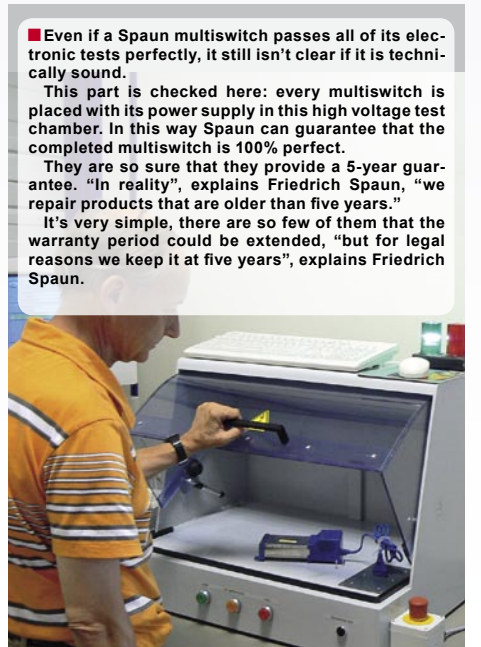 Even if a Spaun multiswitch passes all of its elec-
tronic tests perfectly, it still isn’t clear if it is techni-
cally sound.
This part is checked here: every multiswitch is
placed with its power supply in this high voltage test
chamber. In this way Spaun can guarantee that the
completed multiswitch is 100% perfect.
They are so sure that they provide a 5-year guar-
antee. “In reality”, explains Friedrich Spaun, “we
repair products that are older than five years.”
It’s very simple, there are so few of them that the
warranty period could be extended, “but for legal
reasons we keep it at five years”, explains Friedrich
Spaun.